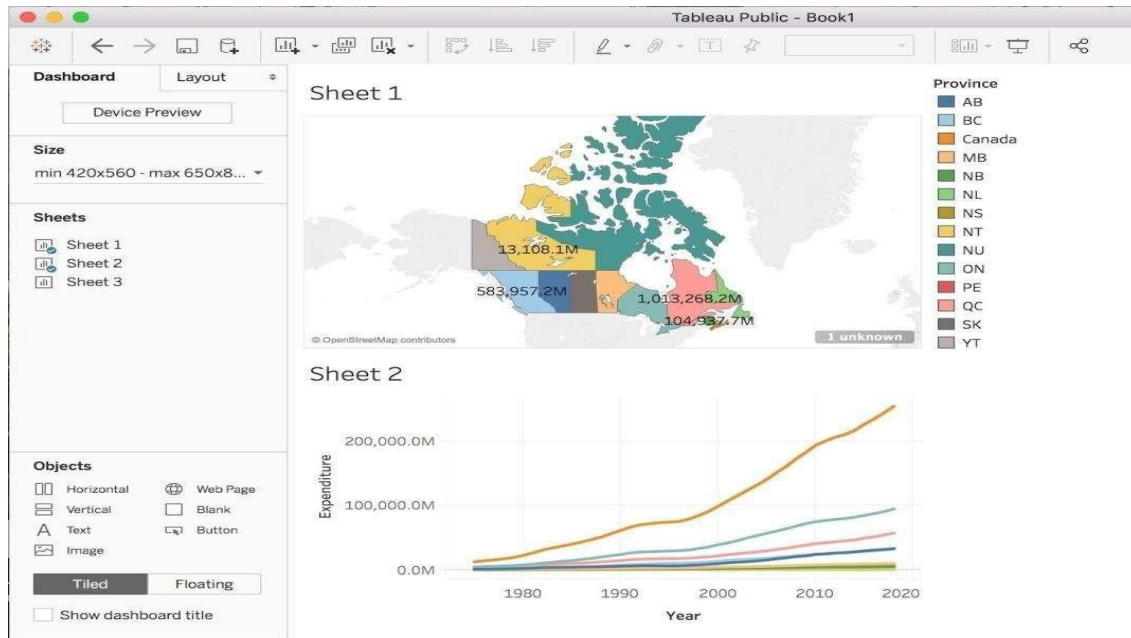 Tableau Public - Book1
Dashboard
Layout
Device Preview
Size
min 420x560 - max 650x8...
Sheets
Sheet 1
Sheet 2
Sheet 3
Objects
Horizontal
Web Page
Vertical
Blank
A Text
Button
Image
Tiled
Floating
Show dashboard title
Sheet 1
13,108.1M
583,957.2M
1,013,268.2M
104,937.7M
© OpenStreetMap contributors
1 unknown
Province
AB
BC
Canada
MB
NB
NL
NS
NT
NU
ON
PE
QC
SK
YT
Sheet 2
Expenditure
200,000.0M
100,000.0M
0.0M
1980
1990
2000
2010
2020
Year